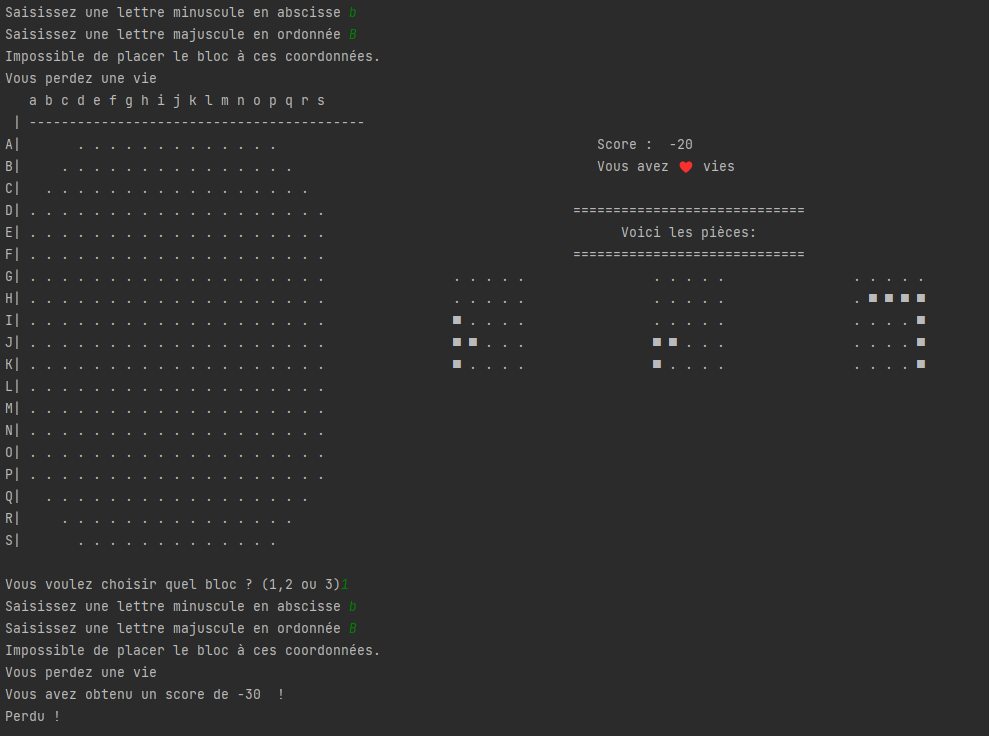 Saisissez une lettre minuscule en abscisse b
Saisissez une lettre majuscule en ordonnée B
Impossible de placer le bloc à ces coordonnées.
Vous perdez une vie
   a b c d e f g h i j k l m n o p q r s
 | ------------------------------------------
A|       . . . . . . . . . . . . .      Score :  -20
B|     . . . . . . . . . . . . . . .      Vous avez ❤ vies
C|   . . . . . . . . . . . . . . . . .
D| . . . . . . . . . . . . . . . . . . .      =============================
E| . . . . . . . . . . . . . . . . . . .      Voici les pièces:
F| . . . . . . . . . . . . . . . . . . .      =============================
G| . . . . . . . . . . . . . . . . . . .      . . . . .      . . . . .      . . . . .
H| . . . . . . . . . . . . . . . . . . .      . . . . .      . . . . .      . ■ ■ ■ ■
I| . . . . . . . . . . . . . . . . . . .      ■ . . . .      . . . . .      . . . . ■
J| . . . . . . . . . . . . . . . . . . .      ■ ■ . . .      ■ ■ . . .      . . . . ■
K| . . . . . . . . . . . . . . . . . . .      ■ . . . .      ■ . . . .      . . . . ■
L| . . . . . . . . . . . . . . . . . . .
M| . . . . . . . . . . . . . . . . . . .
N| . . . . . . . . . . . . . . . . . . .
O| . . . . . . . . . . . . . . . . . . .
P| . . . . . . . . . . . . . . . . . . .
Q|   . . . . . . . . . . . . . . . . .
R|     . . . . . . . . . . . . . . .
S|       . . . . . . . . . . . . .
Vous voulez choisir quel bloc ? (1,2 ou 3)1
Saisissez une lettre minuscule en abscisse b
Saisissez une lettre majuscule en ordonnée B
Impossible de placer le bloc à ces coordonnées.
Vous perdez une vie
Vous avez obtenu un score de -30  !
Perdu !